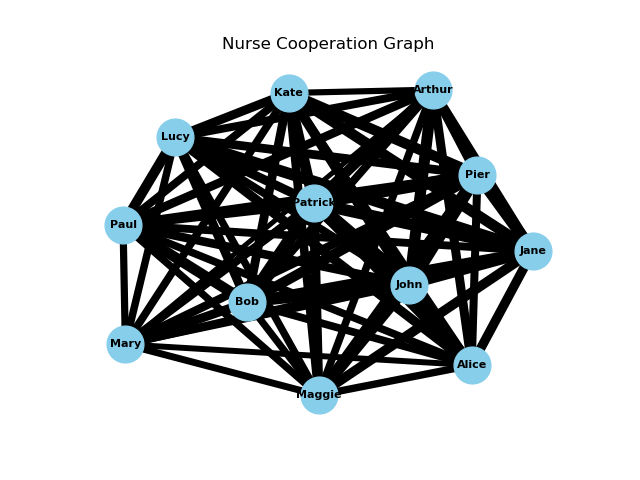 Nurse Cooperation Graph
Kate
Arthur
Lucy
Pier
Patrick
Paul
Jane
John
Bob
Mary
Alice
Maggie